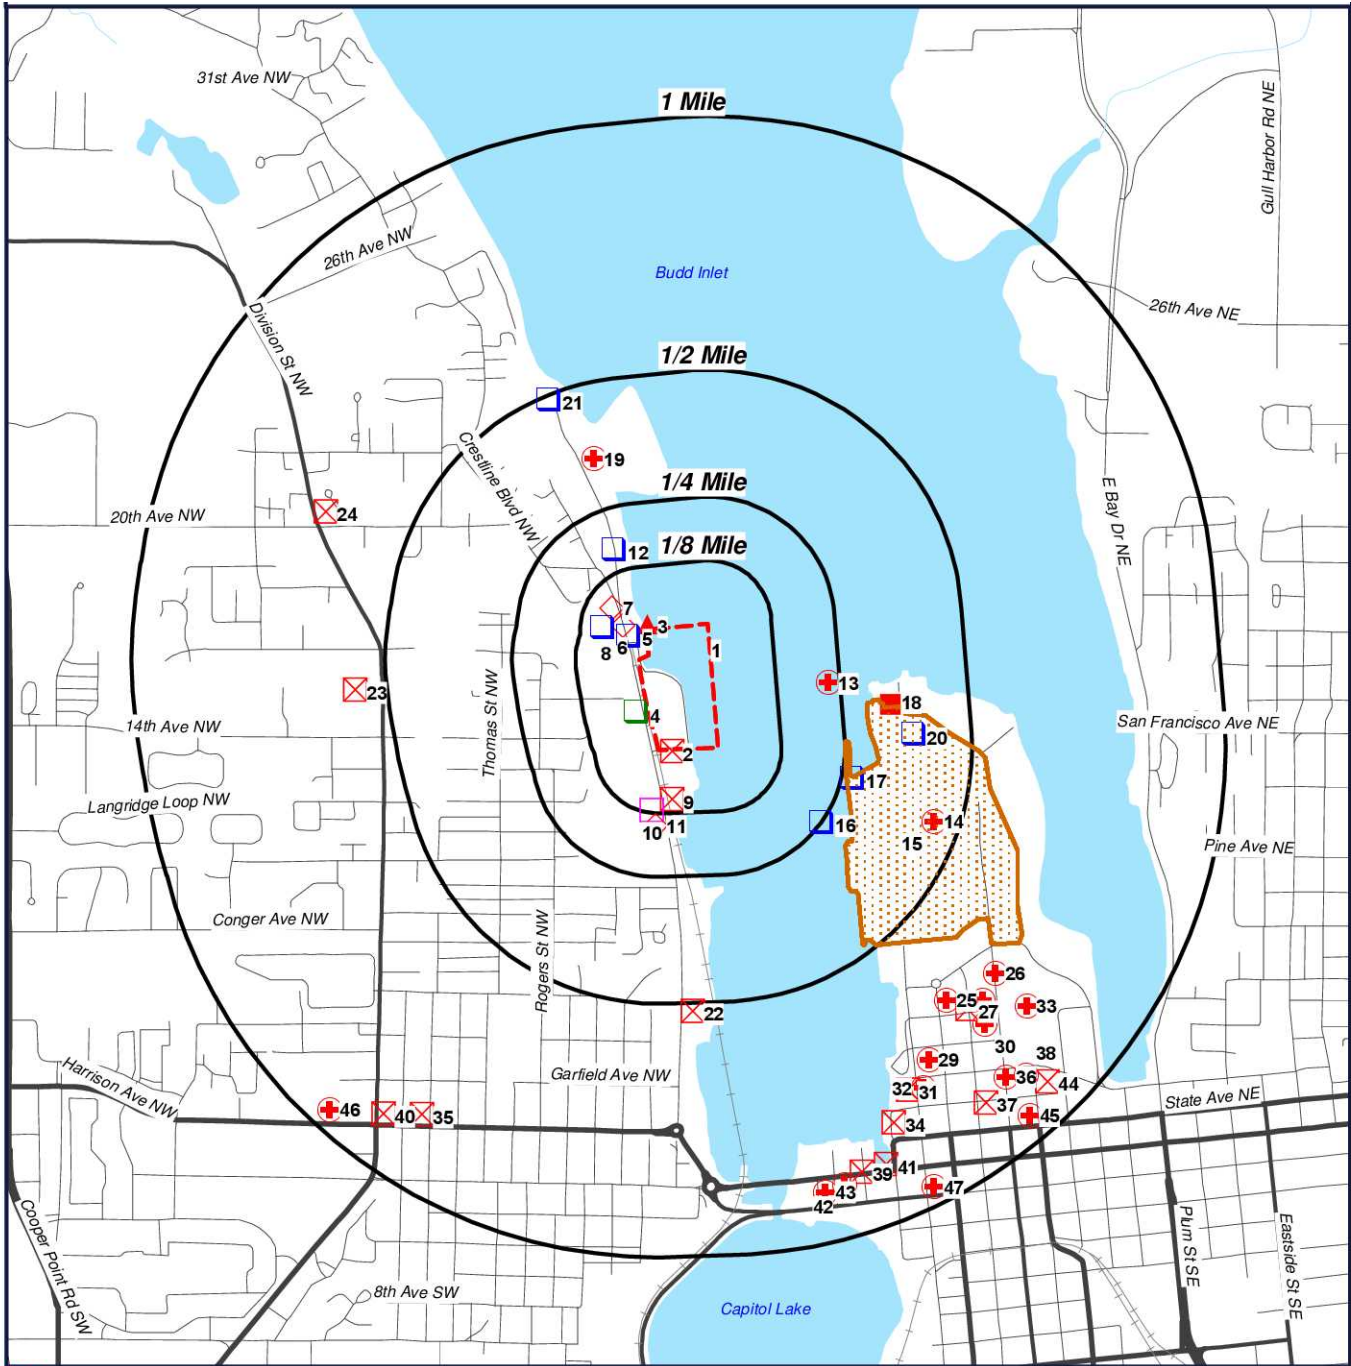 31st Ave NW
1 Mile
Gull Harbor Rd NE
26th Ave NW
Budd Inlet
26th Ave NE
Division St NW
1/2 Mile
21
Crestline Blvd NW
19
1/4 Mile
E Bay Dr NE
24
20th Ave NW
1/8 Mile
12
7
3
5
6
8
1
13
23
Thomas St NW
18
4
14th Ave NW
San Francisco Ave NE
20
2
17
Langridge Loop NW
9
10
11
16
14
15
Pine Ave NE
Conger Ave NW
Rogers St NW
26
25
27
33
22
30
38
29
36
44
Garfield Ave NW
Harrison Ave NW
32
31
37
State Ave NE
46
40
35
34
45
39
41
43
42
47
Cooper Point Rd SW
Plum St SE
Eastside St SE
8th Ave SW
Capitol Lake